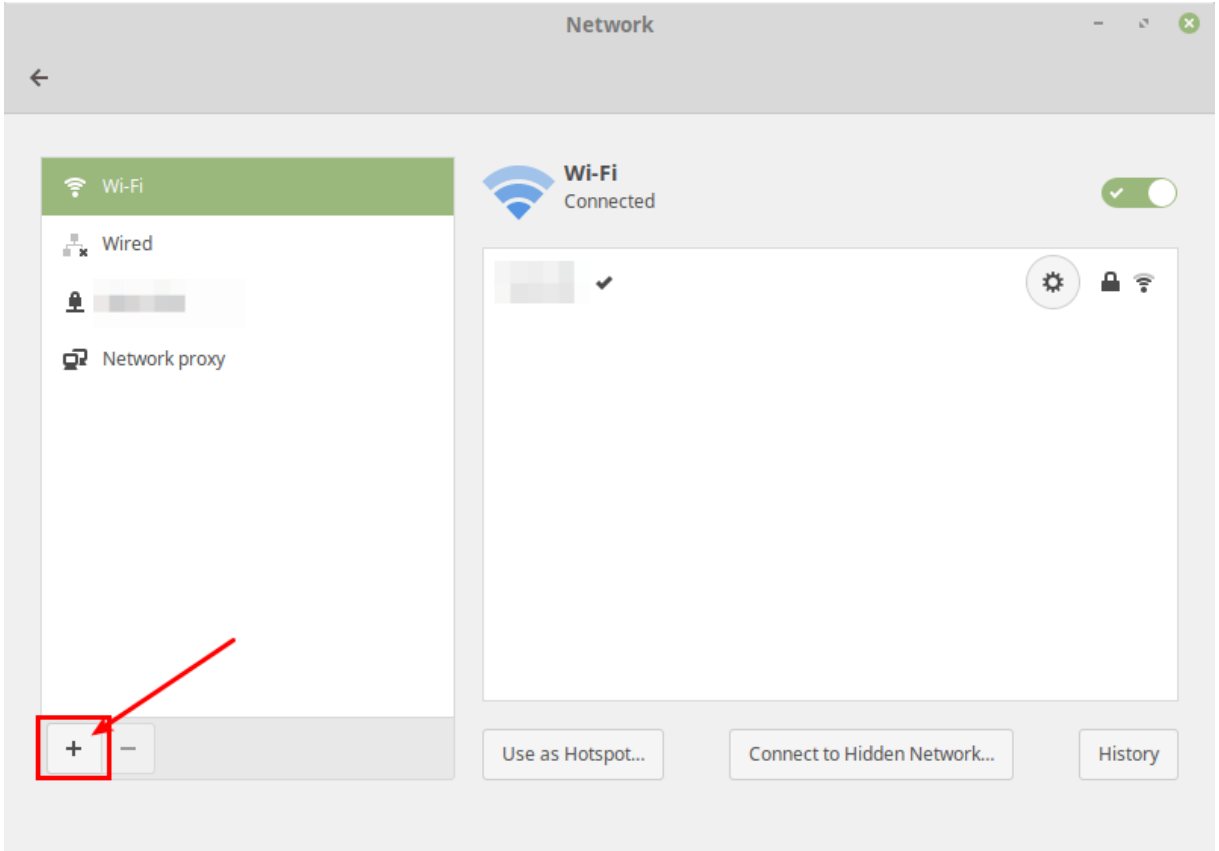 Network
Wi-Fi
Wired
Network proxy
Wi-Fi
Connected
Use as Hotspot...
Connect to Hidden Network...
History